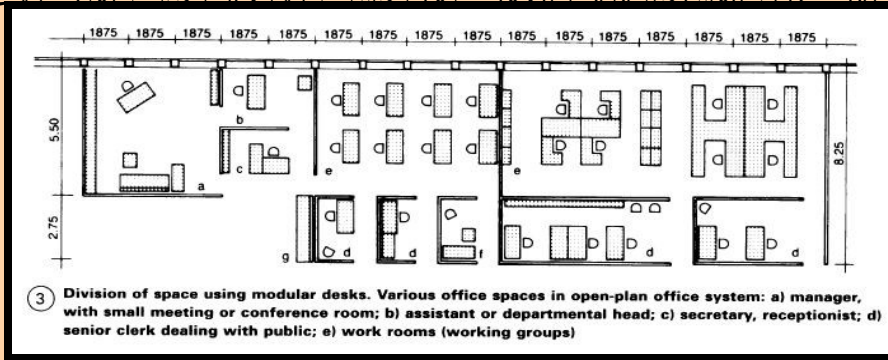 1875 1875 1875 1875 1875 1875 1875 1875 1875 1875 1875 1875 1875 1875 1875 1875
5.50
b
c
e
e
a
8.25
2.75
g
d
d
f
d
d
3 Division of space using modular desks. Various office spaces in open-plan office system: a) manager,
with small meeting or conference room; b) assistant or departmental head; c) secretary, receptionist; d)
senior clerk dealing with public; e) work rooms (working groups)